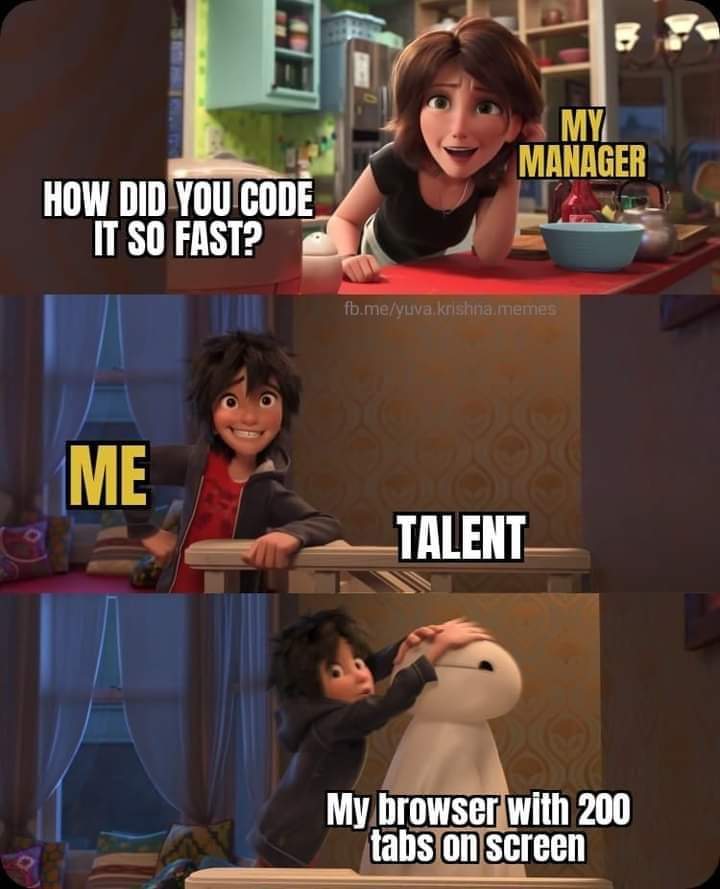 MY
MANAGER
HOW DID YOU CODE
IT SO FAST?
fb.me/yuva.krishna.memes
ME
TALENT
My browser with 200
tabs on screen